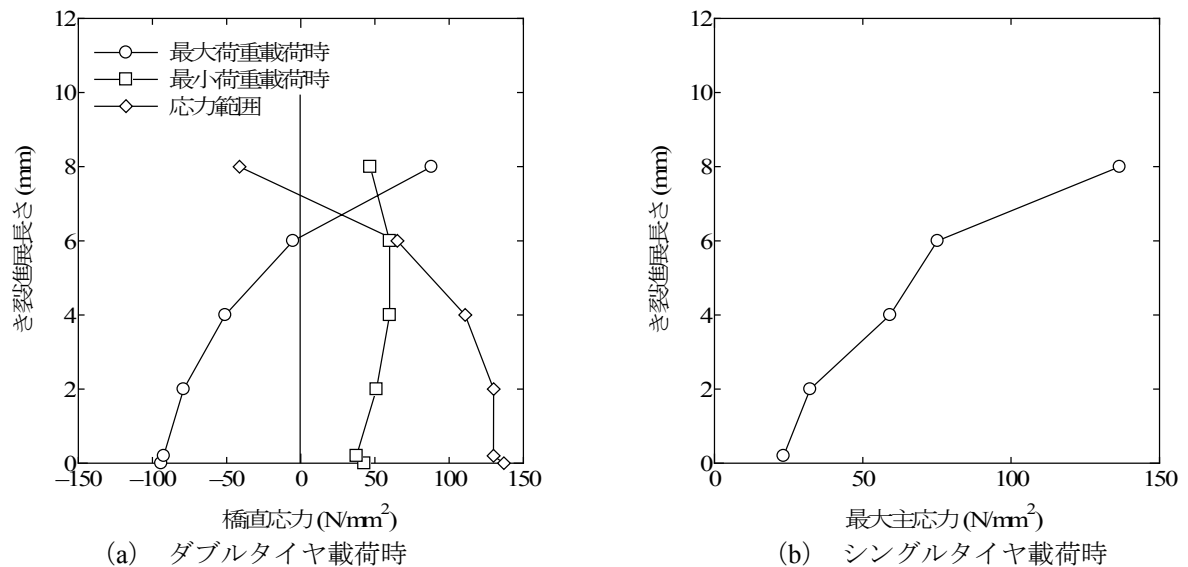 12
10
8
6
4
2
0
き裂進展長さ (mm)
最大荷重載荷時
最小荷重載荷時
応力範囲
−150 −100 −50 0 50 100 150
橋直応力 (N/mm²)
(a) ダブルタイヤ載荷時
12
10
8
6
4
2
0
き裂進展長さ (mm)
50 100 150
最大主応力 (N/mm²)
(b) シングルタイヤ載荷時